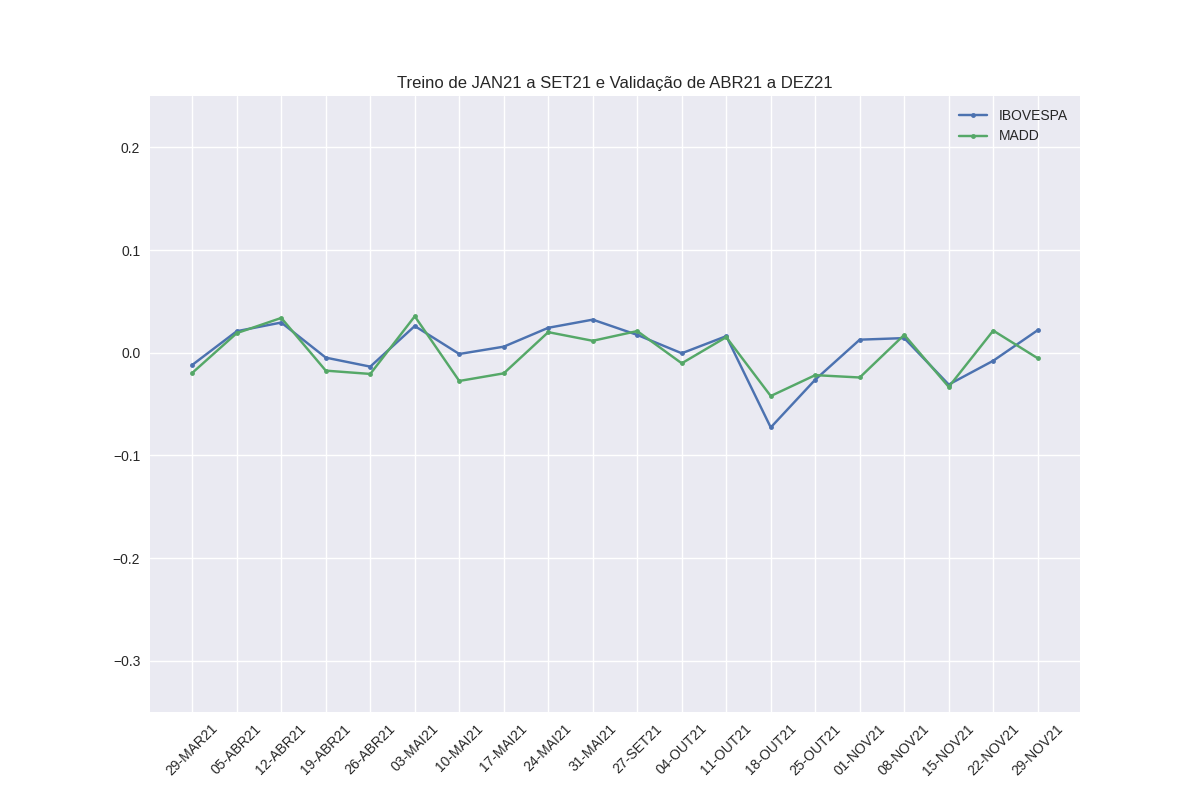 Treino de JAN21 a SET21 e Validação de ABR21 a DEZ21
IBOVESPA
MADD
0.2
0.1
0.0
−0.1
−0.2
−0.3
29-MAR21
05-ABR21
12-ABR21
19-ABR21
26-ABR21
03-MAI21
10-MAI21
17-MAI21
24-MAI21
31-MAI21
27-SET21
04-OUT21
11-OUT21
18-OUT21
25-OUT21
01-NOV21
08-NOV21
15-NOV21
22-NOV21
29-NOV21